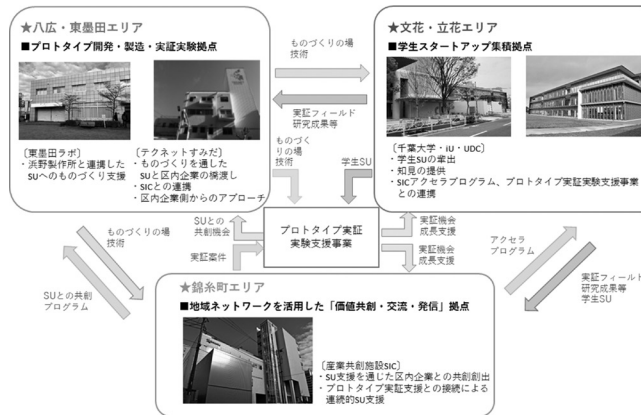 ★八広・東墨田エリア
■プロトタイプ開発・製造・実証実験拠点
［東墨田ラボ］
・浜野製作所と連携した
SUへのものづくり支援
［テクネットすみだ］
・ものづくりを通した
SUと区内企業の橋渡し
・SICとの連携
・区内企業側からのアプローチ
ものづくりの場
技術
実証フィールド
研究成果等
★文花・立花エリア
■学生スタートアップ集積拠点
［千葉大学・iU・UDC］
・学生SUの輩出
・知見の提供
・SICアクセラプログラム、プロトタイプ実証実験支援事業
との連携
ものづく
りの場
技術
学生SU
SUとの
共創機会
実証案件
プロトタイプ実証
実験支援事業
実証機会
成長支援
実証機会
成長支援
ものづくりの場
技術
SUとの共創
プログラム
アクセラ
プログラム
実証フィールド
研究成果等
学生SU
★錦糸町エリア
■地域ネットワークを活用した「価値共創・交流・発信」拠点
［産業共創施設SIC］
・SU支援を通じた区内企業との共創創出
・プロトタイプ実証支援との接続による
連続的SU支援